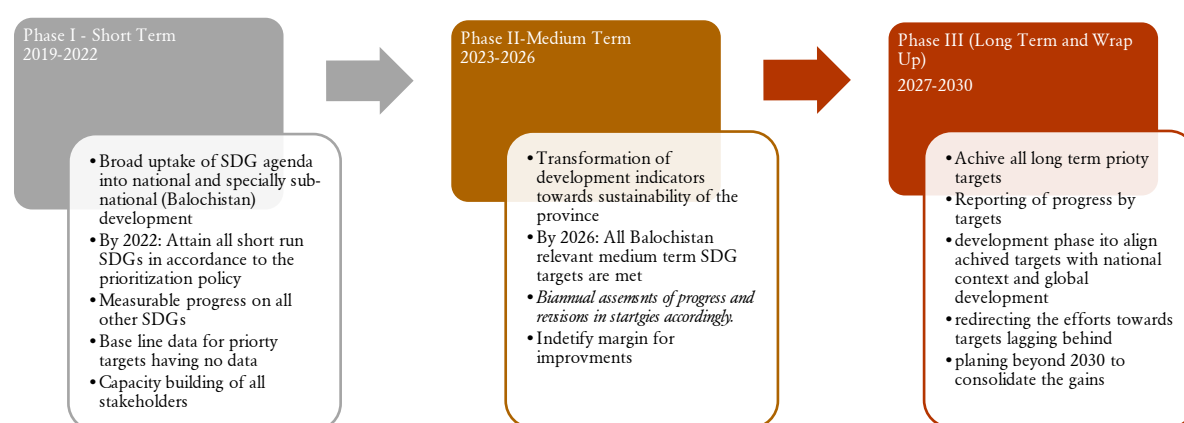 Phase I - Short Term
2019-2022
•Broad uptake of SDG agenda
into national and specially sub-
national (Balochistan)
development
•By 2022: Attain all short run
SDGs in accordance to the
prioritization policy
•Measurable progress on all
other SDGs
•Base line data for priorty
targets having no data
•Capacity building of all
stakeholders
Phase II-Medium Term
2023-2026
•Transformation of
development indicators
towards sustainability of the
province
•By 2026: All Balochistan
relevant medium term SDG
targets are met
•Biannual assemsnts of progress and
revsisons in startgies accordingly.
•Indetify margin for
improvments
Phase III (Long Term and Wrap
Up)
2027-2030
•Achive all long term prioty
targets
•Reporting of progress by
targets
•development phase ito align
achived targets with national
context and global
development
•redirecting the efforts towards
targets lagging behind
•planing beyond 2030 to
consolidate the gains